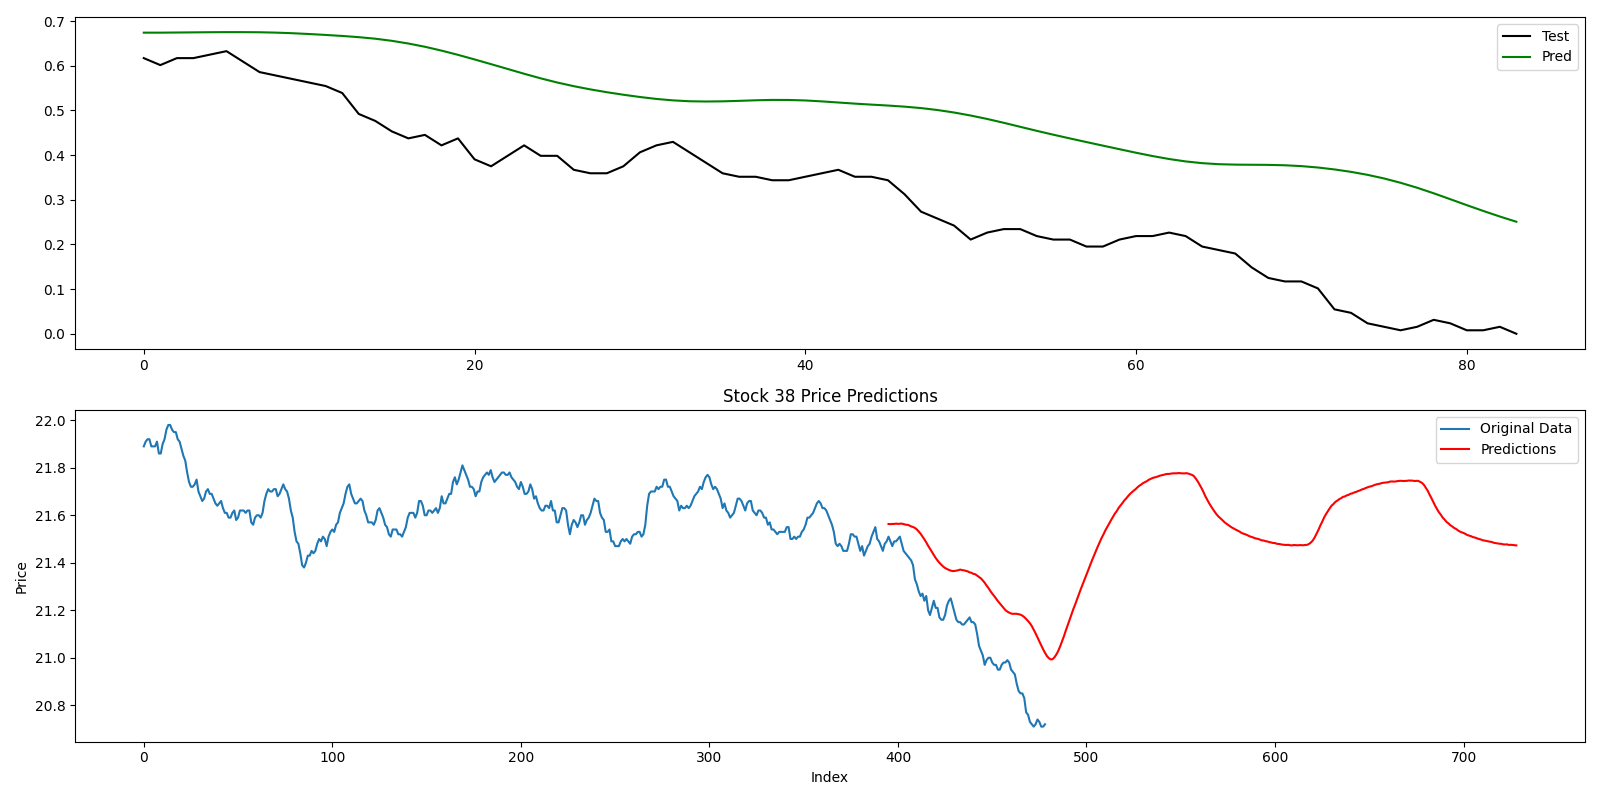 0.7
0.6
0.5
0.4
0.3
0.2
0.1
0.0
Test
Pred
0 20 40 60 80
Stock 38 Price Predictions
22.0
21.8
21.6
21.4
21.2
21.0
20.8
Price
Original Data
Predictions
0 100 200 300 400 500 600 700
Index